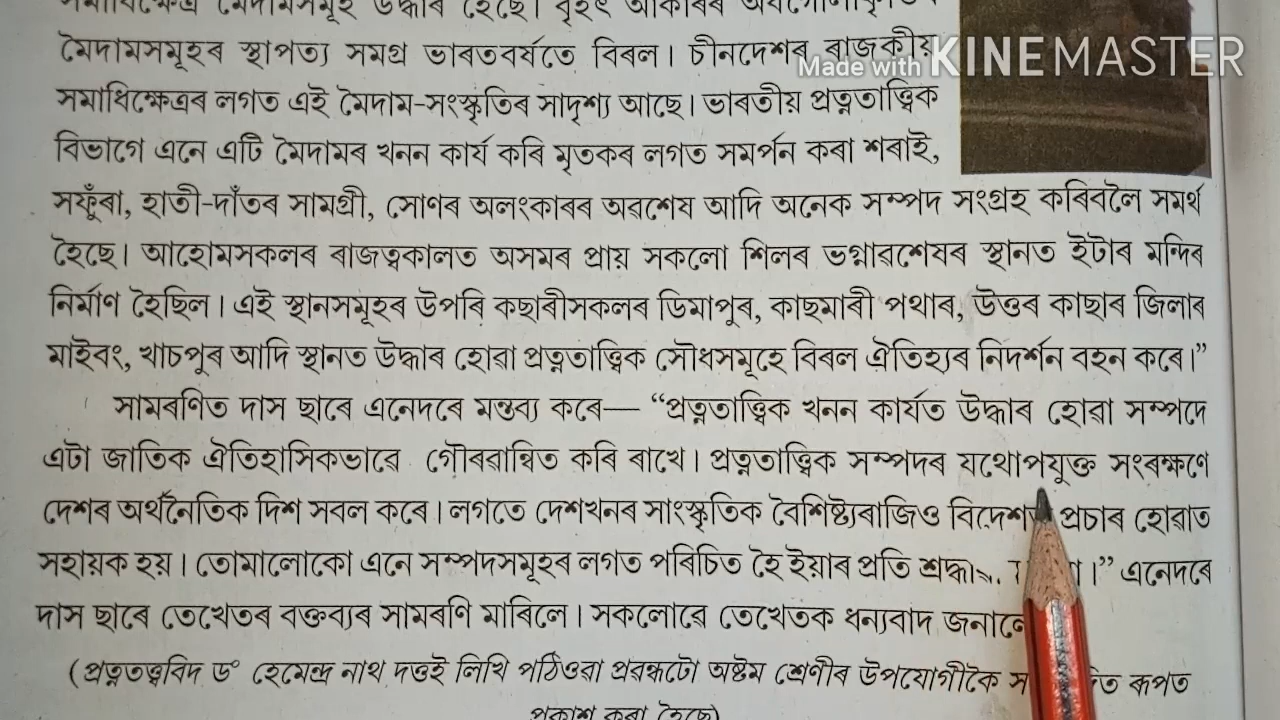 মৈদামসমূহৰ স্থাপত্য সমগ্ৰ ভাৰতবৰ্ষতে বিৰল। চীনদেশৰ ৰাজকীয়
Made with KINEMASTER
সমাধিক্ষেত্ৰৰ লগত এই মৈদাম-সংস্কৃতিৰ সাদৃশ্য আছে। ভাৰতীয় প্ৰত্নতাত্ত্বিক
বিভাগে এনে এটি মৈদামৰ খনন কাৰ্য কৰি মৃতকৰ লগত সমৰ্পন কৰা শৰাই,
সফুঁৰা, হাতী-দাঁতৰ সামগ্ৰী, সোণৰ অলংকাৰৰ অৱশেষ আদি অনেক সম্পদ সংগ্ৰহ কৰিবলৈ সমৰ্থ
হৈছে। আহোমসকলৰ ৰাজত্বকালত অসমৰ প্ৰায় সকলো শিলৰ ভগ্নাৱশেষৰ স্থানত ইটাৰ মন্দিৰ
নিৰ্মাণ হৈছিল। এই স্থানসমূহৰ উপৰি কছাৰীসকলৰ ডিমাপুৰ, কাছমাৰী পথাৰ, উত্তৰ কাছাৰ জিলাৰ
মাইবং, খাচপুৰ আদি স্থানত উদ্ধাৰ হোৱা প্ৰত্নতাত্ত্বিক সৌধসমূহে বিৰল ঐতিহ্যৰ নিদৰ্শন বহন কৰে।”
সামৰণিত দাস ছাৰে এনেদৰে মন্তব্য কৰে— “প্ৰত্নতাত্ত্বিক খনন কাৰ্যত উদ্ধাৰ হোৱা সম্পদে
এটা জাতিক ঐতিহাসিকভাৱে গৌৰৱান্বিত কৰি ৰাখে। প্ৰত্নতাত্ত্বিক সম্পদৰ যথোপযুক্ত সংৰক্ষণে
দেশৰ অৰ্থনৈতিক দিশ সবল কৰে। লগতে দেশখনৰ সাংস্কৃতিক বৈশিষ্ট্যৰাজিও প্ৰচাৰ হোৱাত
সহায়ক হয়। তোমালোকো এনে সম্পদসমূহৰ লগত পৰিচিত হৈ ইয়াৰ প্ৰতি এনেদৰে
দাস ছাৰে তেখেতৰ বক্তব্যৰ সামৰণি মাৰিলে। সকলোৱে তেখেতক ধন্যবাদ
(প্ৰত্নতত্ত্ববিদ ড° হেমেন্দ্ৰ নাথ দত্তই লিখি পঠিওৱা প্ৰবন্ধটো অষ্টম শ্ৰেণীৰ উপযোগীকৈ ৰূপত
প্ৰকাশ কৰা হৈছে)